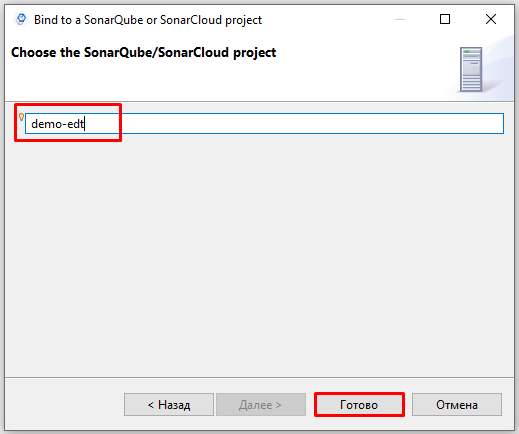 Bind to a SonarQube or SonarCloud project
Choose the SonarQube/SonarCloud project
demo-edt
< Назад
Далее >
Готово
Отмена